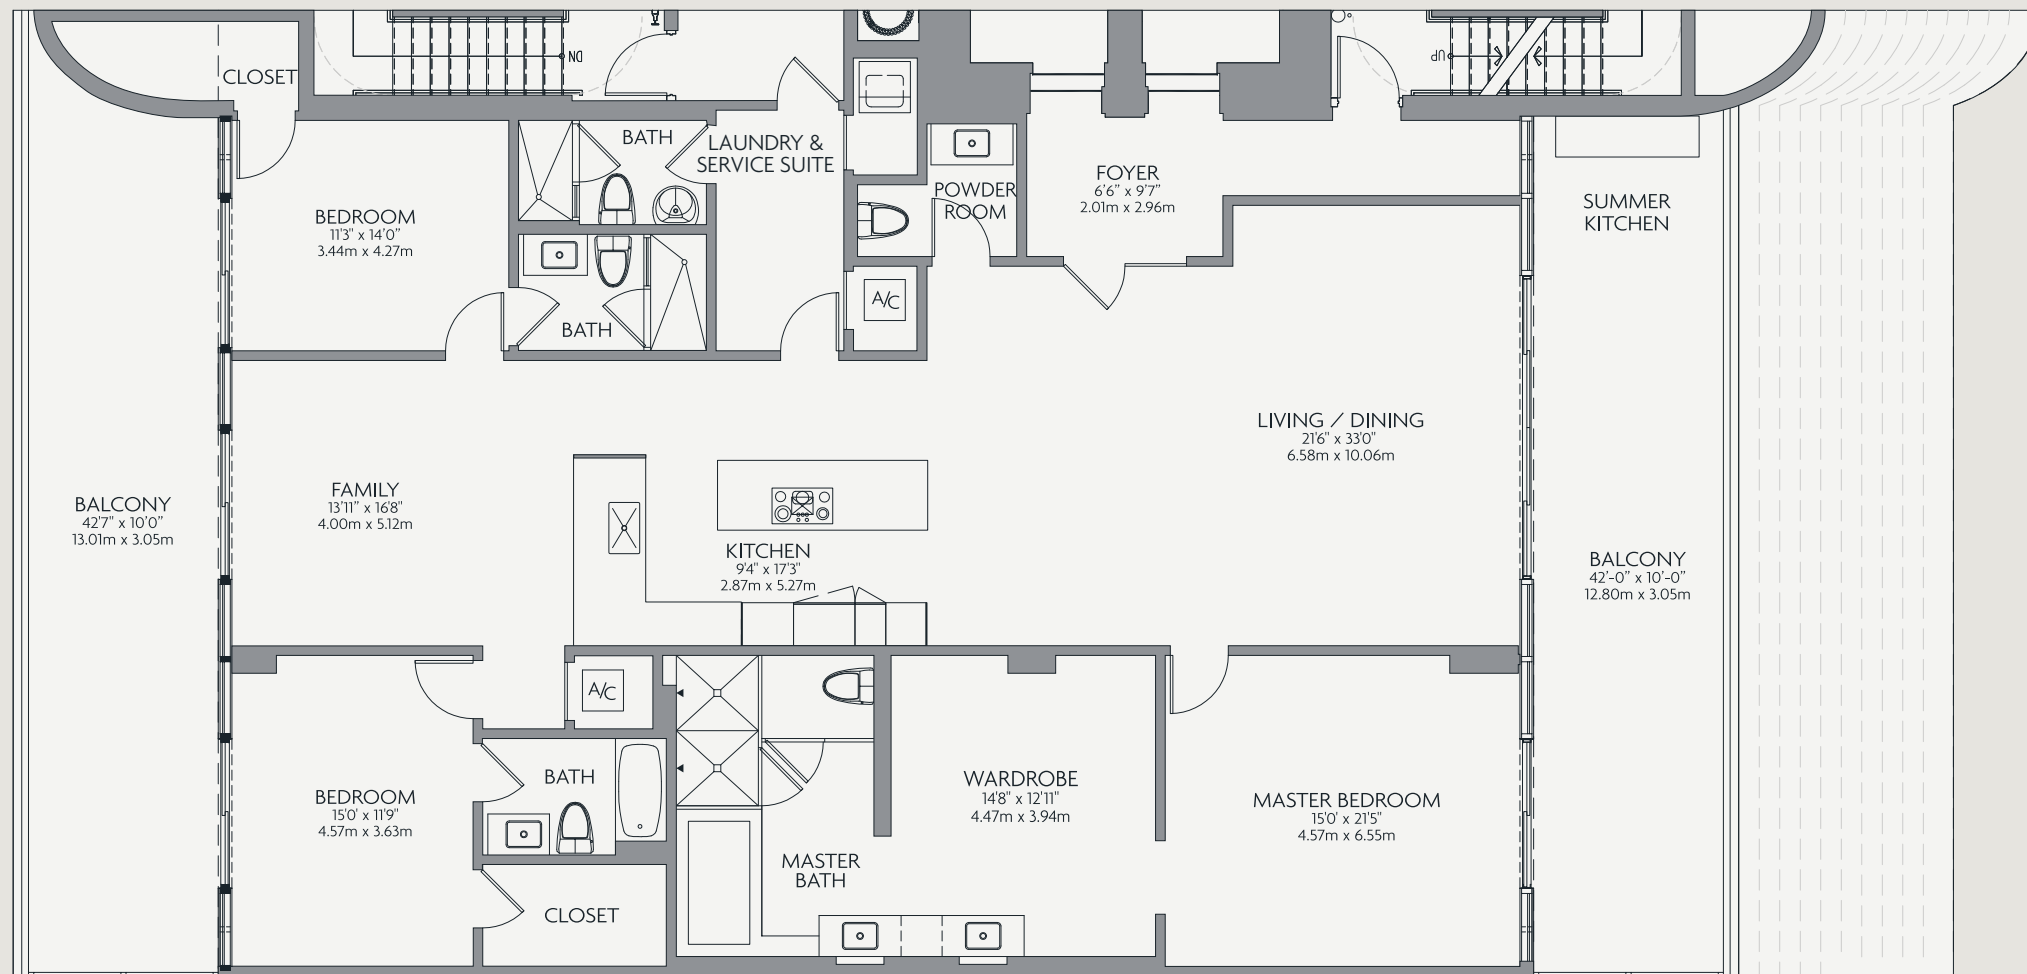 CLOSET
DN
UP
BATH
LAUNDRY &
SERVICE SUITE
FOYER
6'6" x 9'7"
2.01m x 2.96m
POWDER
ROOM
SUMMER
KITCHEN
BEDROOM
11'3" x 14'0"
3.44m x 4.27m
A/C
BATH
LIVING / DINING
21'6" x 33'0"
6.58m x 10.06m
FAMILY
13'11" x 16'8"
4.00m x 5.12m
BALCONY
42'7" x 10'0"
13.01m x 3.05m
KITCHEN
9'4" x 17'3"
2.87m x 5.27m
BALCONY
42'-0" x 10'-0"
12.80m x 3.05m
A/C
BATH
BEDROOM
15'0' x 11'9"
4.57m x 3.63m
WARDROBE
14'8" x 12'11"
4.47m x 3.94m
MASTER BEDROOM
15'0' x 21'5"
4.57m x 6.55m
MASTER
BATH
CLOSET